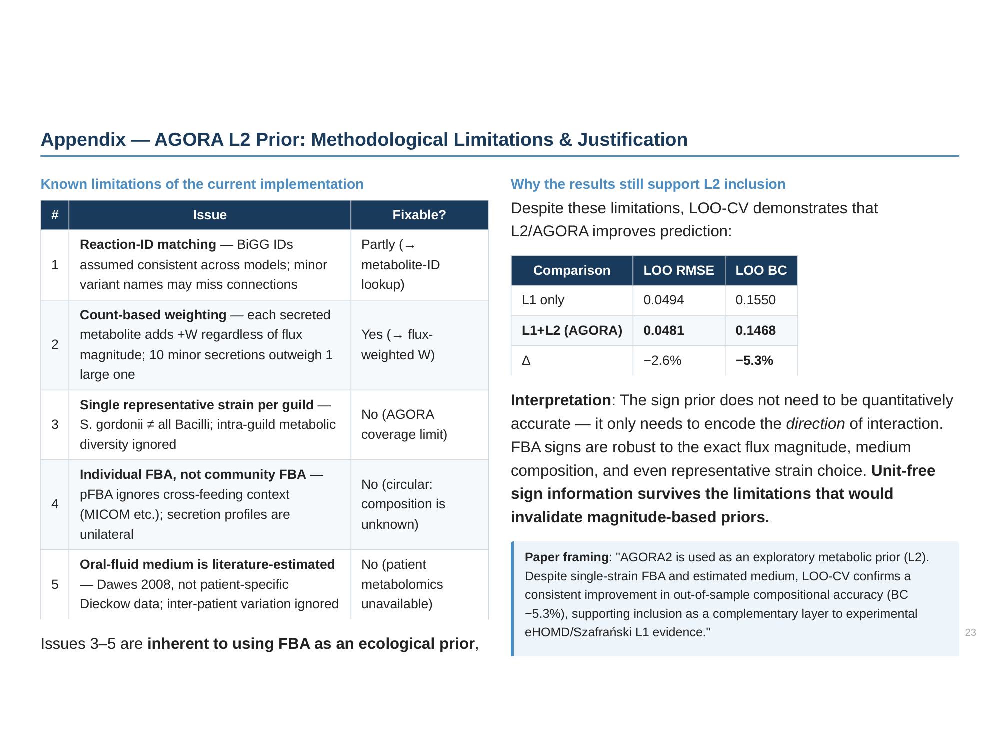 Appendix — AGORA L2 Prior: Methodological Limitations & Justification
Known limitations of the current implementation
# Issue Fixable?
1 Reaction-ID matching — BiGG IDs assumed consistent across models; minor variant names may miss connections Partly (→ metabolite-ID lookup)
2 Count-based weighting — each secreted metabolite adds +W regardless of flux magnitude; 10 minor secretions outweigh 1 large one Yes (→ flux-weighted W)
3 Single representative strain per guild — S. gordonii ≠ all Bacilli; intra-guild metabolic diversity ignored No (AGORA coverage limit)
4 Individual FBA, not community FBA — pFBA ignores cross-feeding context (MICOM etc.); secretion profiles are unilateral No (circular: composition is unknown)
5 Oral-fluid medium is literature-estimated — Dawes 2008, not patient-specific Dieckow data; inter-patient variation ignored No (patient metabolomics unavailable)
Issues 3–5 are inherent to using FBA as an ecological prior,
Why the results still support L2 inclusion
Despite these limitations, LOO-CV demonstrates that
L2/AGORA improves prediction:
Comparison LOO RMSE LOO BC
L1 only 0.0494 0.1550
L1+L2 (AGORA) 0.0481 0.1468
Δ −2.6% −5.3%
Interpretation: The sign prior does not need to be quantitatively
accurate — it only needs to encode the direction of interaction.
FBA signs are robust to the exact flux magnitude, medium
composition, and even representative strain choice. Unit-free
sign information survives the limitations that would
invalidate magnitude-based priors.
Paper framing: "AGORA2 is used as an exploratory metabolic prior (L2).
Despite single-strain FBA and estimated medium, LOO-CV confirms a
consistent improvement in out-of-sample compositional accuracy (BC
−5.3%), supporting inclusion as a complementary layer to experimental
eHOMD/Szafrański L1 evidence."
23